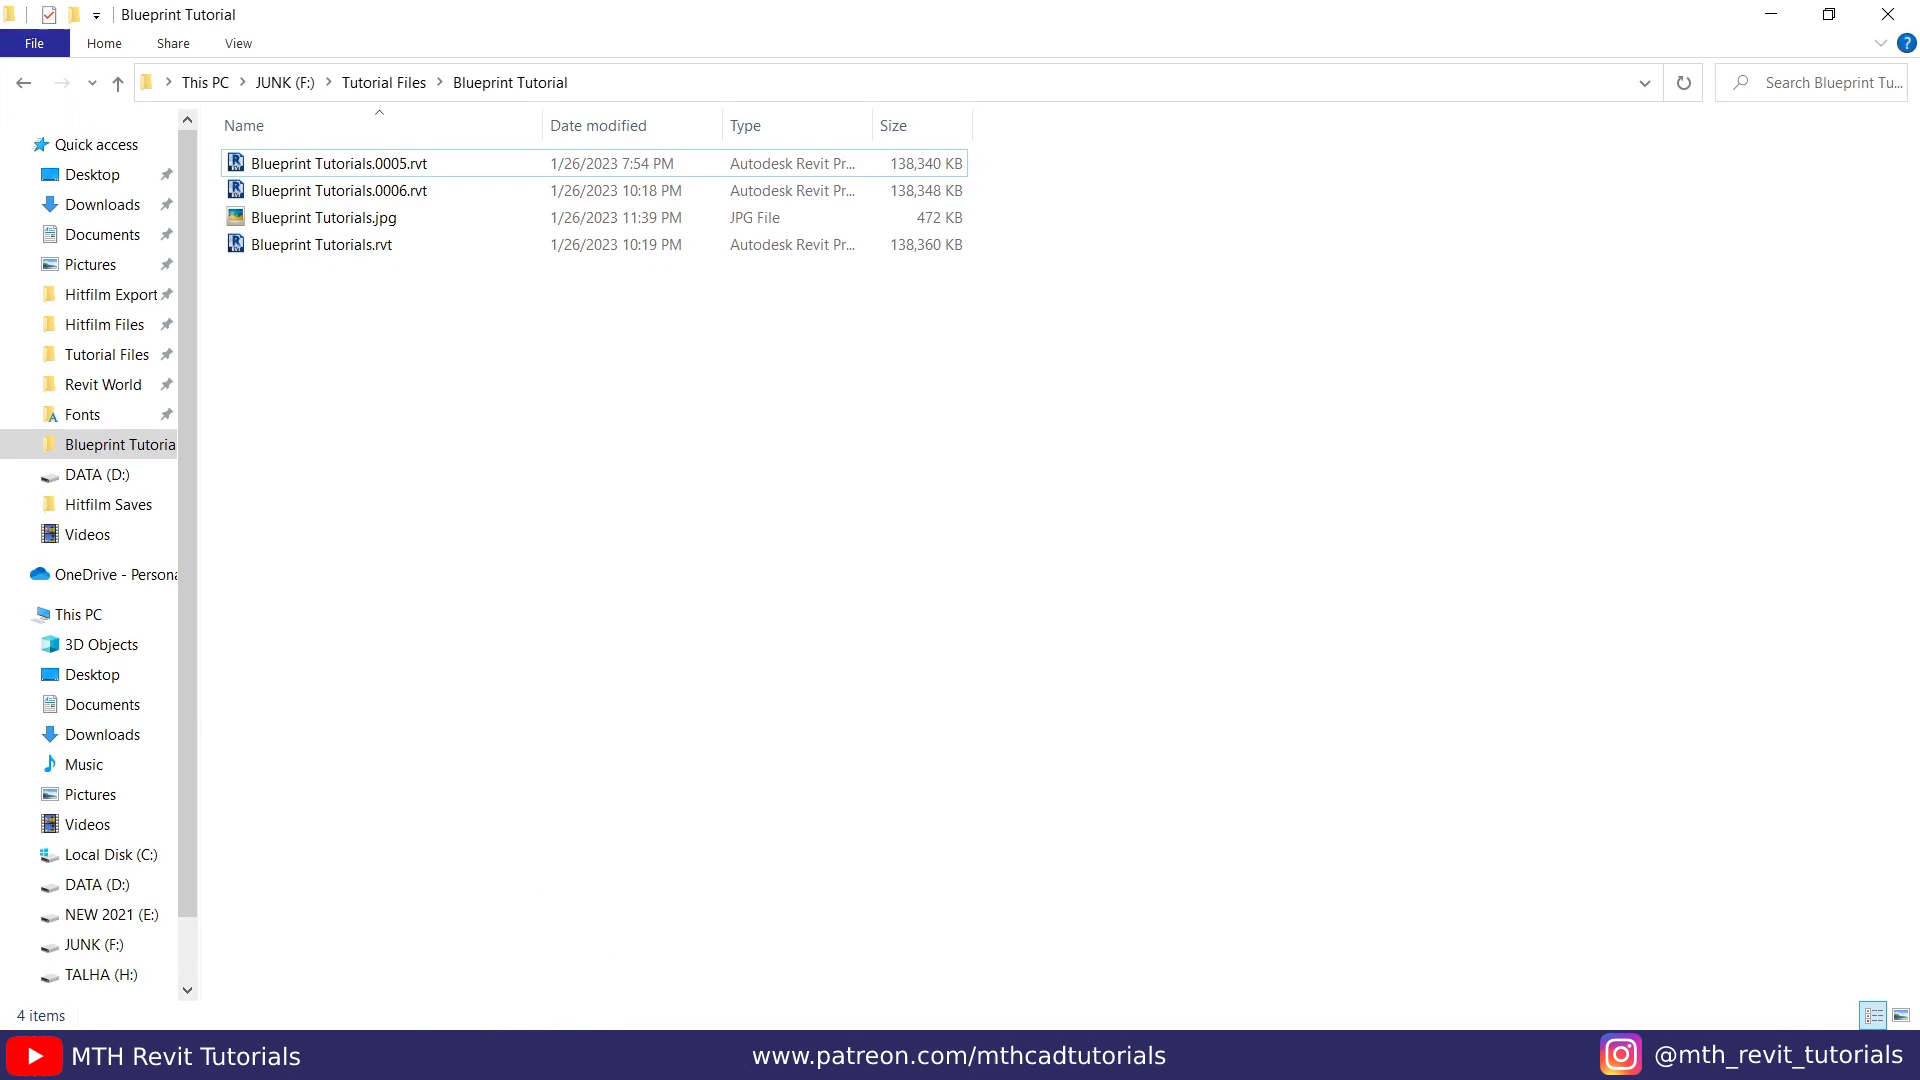 Blueprint Tutorial
File Home Share View ?
This PC JUNK (F:) Tutorial Files Blueprint Tutorial Search Blueprint Tu...
Name Date modified Type Size
Blueprint Tutorials.0005.rvt 1/26/2023 7:54 PM Autodesk Revit Pr... 138,340 KB
Blueprint Tutorials.0006.rvt 1/26/2023 10:18 PM Autodesk Revit Pr... 138,348 KB
Blueprint Tutorials.jpg 1/26/2023 11:39 PM JPG File 472 KB
Blueprint Tutorials.rvt 1/26/2023 10:19 PM Autodesk Revit Pr... 138,360 KB
Quick access
Desktop
Downloads
Documents
Pictures
Hitfilm Export
Hitfilm Files
Tutorial Files
Revit World
Fonts
Blueprint Tutoria
DATA (D:)
Hitfilm Saves
Videos
OneDrive - Persona
This PC
3D Objects
Desktop
Documents
Downloads
Music
Pictures
Videos
Local Disk (C:)
DATA (D:)
NEW 2021 (E:)
JUNK (F:)
TALHA (H:)
4 items
MTH Revit Tutorials www.patreon.com/mthcadtutorials @mth_revit_tutorials